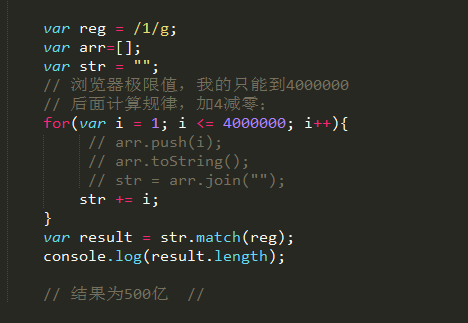 var reg = /1/g;
var arr=[];
var str = "";
// 浏览器极限值，我的只能到4000000
// 后面计算规律，加4减零；
for(var i = 1; i <= 4000000; i++){
// arr.push(i);
// arr.toString();
// str = arr.join("");
str += i;
}
var result = str.match(reg);
console.log(result.length);
// 结果为500亿 //